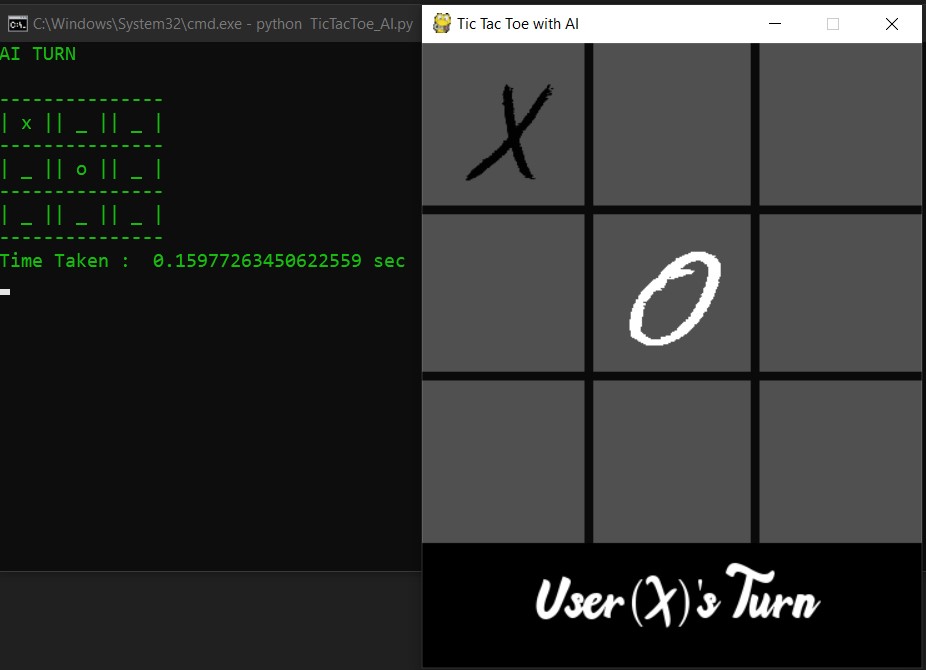 C:\Windows\System32\cmd.exe - python  TicTacToe_AI.py
AI TURN
---------------
| x || _ || _ |
---------------
| _ || o || _ |
---------------
| _ || _ || _ |
---------------
Time Taken :  0.15977263450622559 sec
Tic Tac Toe with AI
X
O
User(X)'s Turn